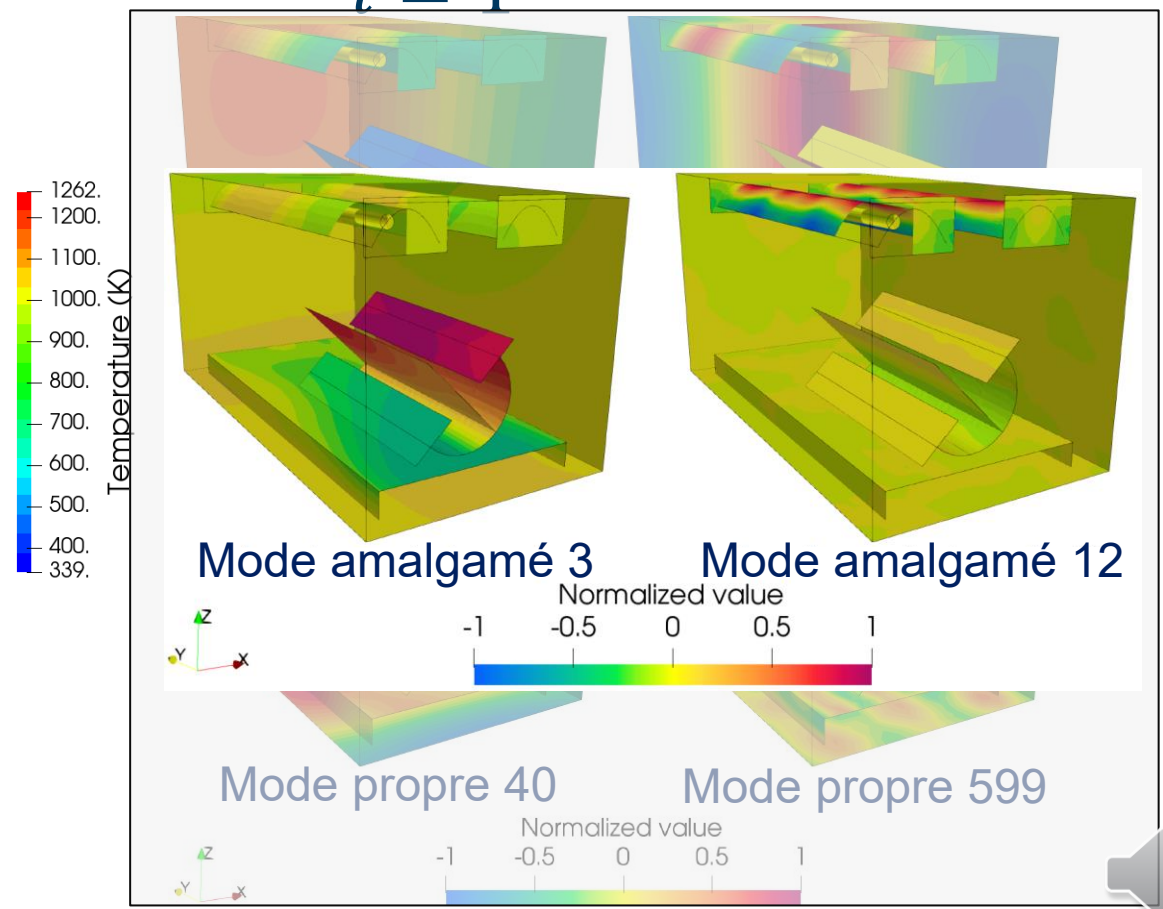 1262.
1200.
1100.
1000.
900.
800.
700.
600.
500.
400.
339.
Temperature (K)
Mode amalgamé 3
Mode amalgamé 12
Normalized value
-1 -0.5 0 0.5 1
Z
Y X
Mode propre 40
Mode propre 599
Normalized value
-1 -0.5 0 0.5 1
Z
Y X